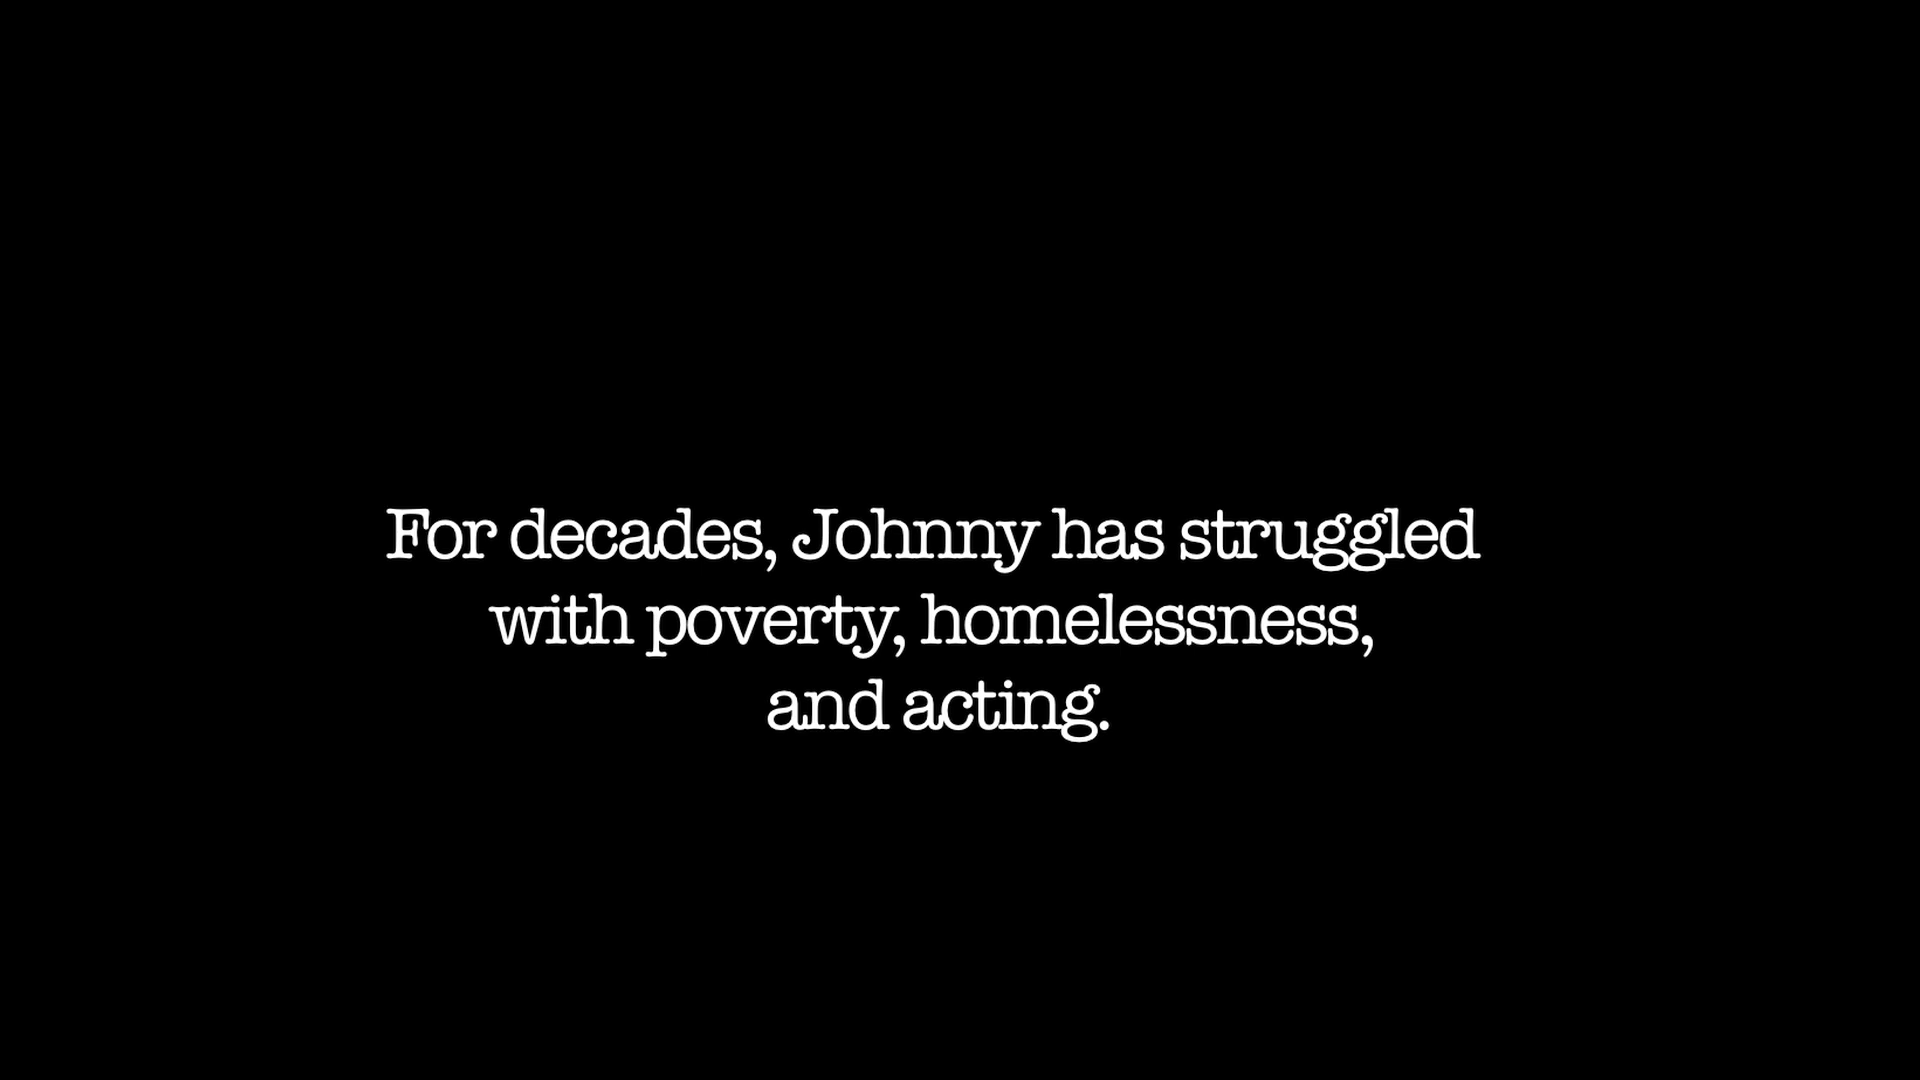 For decades, Johnny has struggled
with poverty, homelessness,
and acting.